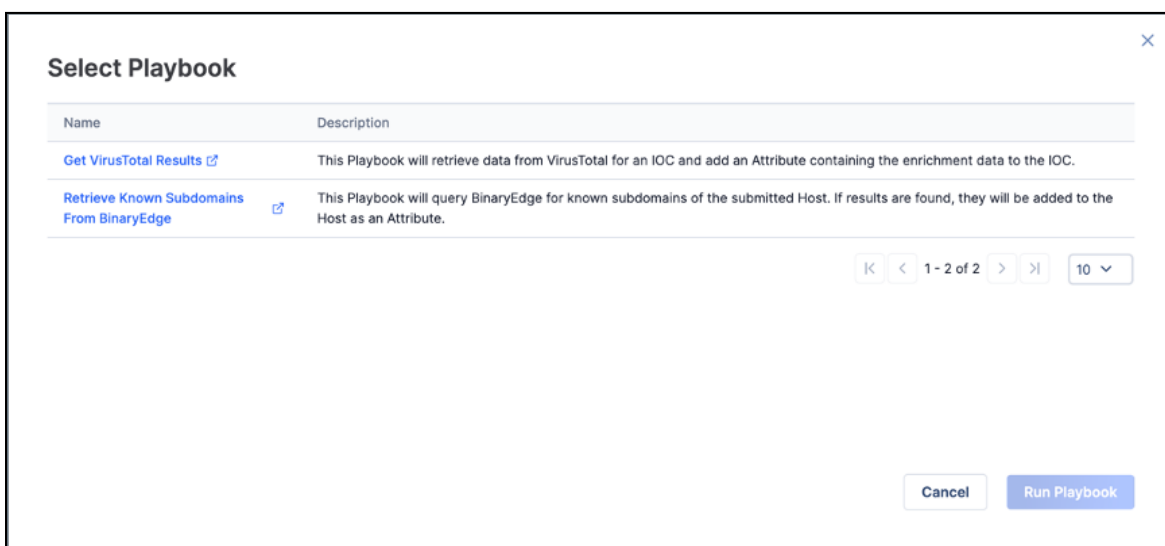 Select Playbook
Name Description
Get VirusTotal Results This Playbook will retrieve data from VirusTotal for an IOC and add an Attribute containing the enrichment data to the IOC.
Retrieve Known Subdomains
From BinaryEdge
This Playbook will query BinaryEdge for known subdomains of the submitted Host. If results are found, they will be added to the
Host as an Attribute.
1 - 2 of 2 10
Cancel Run Playbook